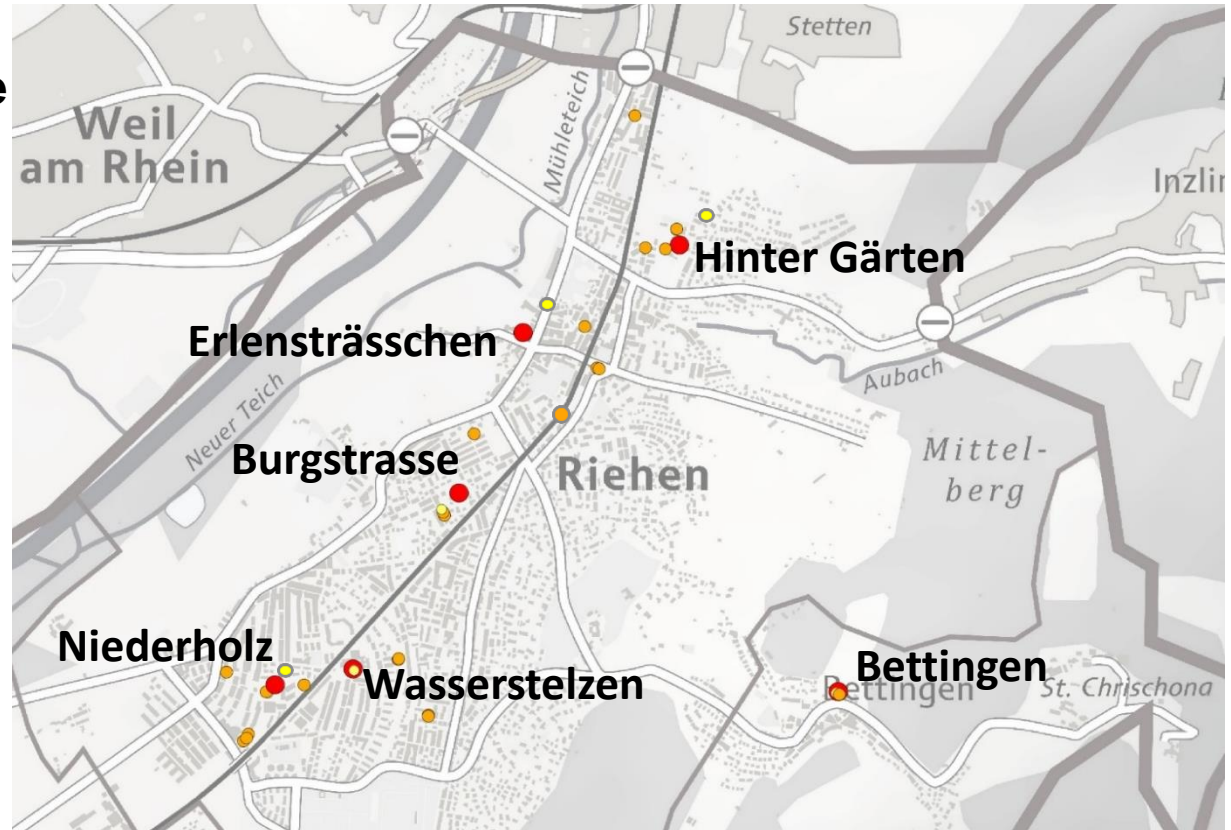 Stetten
e
Weil
am Rhein
Mühleteich
Inzlin
Hinter Gärten
Erlensträsschen
Aubach
Neuer Teich
Burgstrasse
Riehen
Mittel-
berg
Niederholz
Wasserstelzen
Bettingen
Bettingen
St. Chrischona